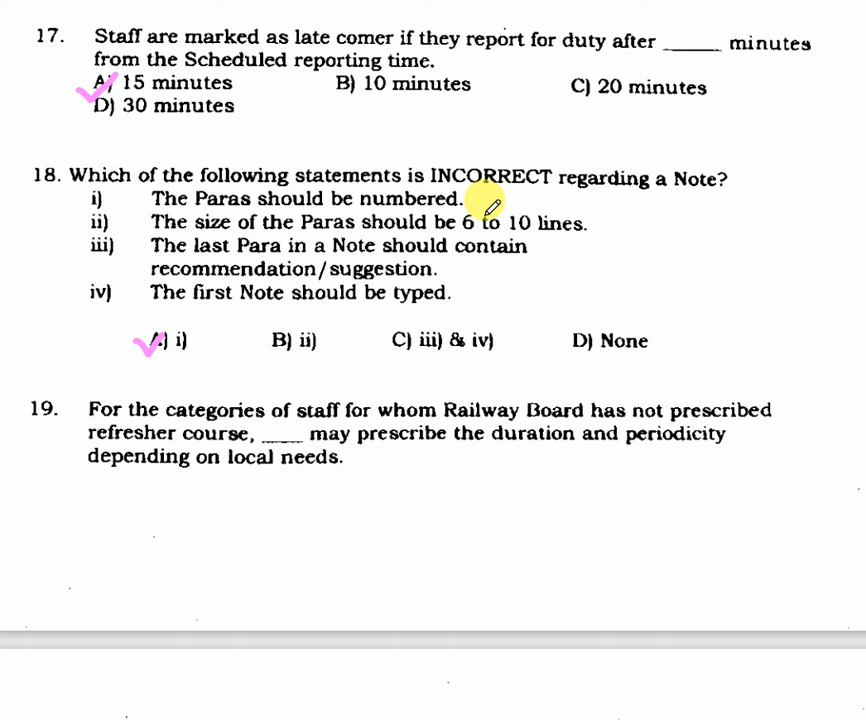 17. Staff are marked as late comer if they report for duty after _____ minutes
from the Scheduled reporting time.
A) 15 minutes B) 10 minutes C) 20 minutes
D) 30 minutes
18. Which of the following statements is INCORRECT regarding a Note?
i) The Paras should be numbered.
ii) The size of the Paras should be 6 to 10 lines.
iii) The last Para in a Note should contain
recommendation/suggestion.
iv) The first Note should be typed.
A) i) B) ii) C) iii) & iv) D) None
19. For the categories of staff for whom Railway Board has not prescribed
refresher course, ____ may prescribe the duration and periodicity
depending on local needs.